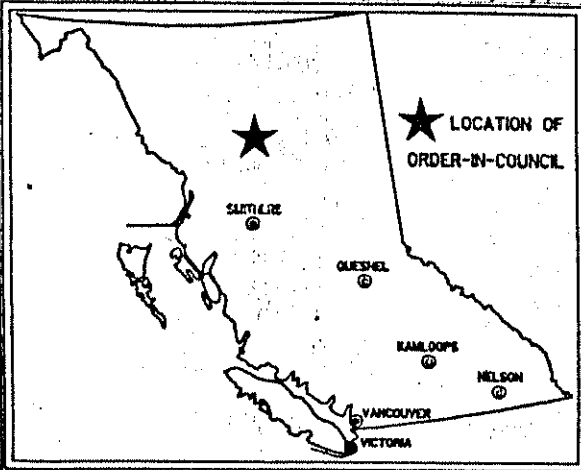 LOCATION OF
ORDER-IN-COUNCIL
SMITHERS
QUESNEL
KAMLOOPS
NELSON
VANCOUVER
VICTORIA